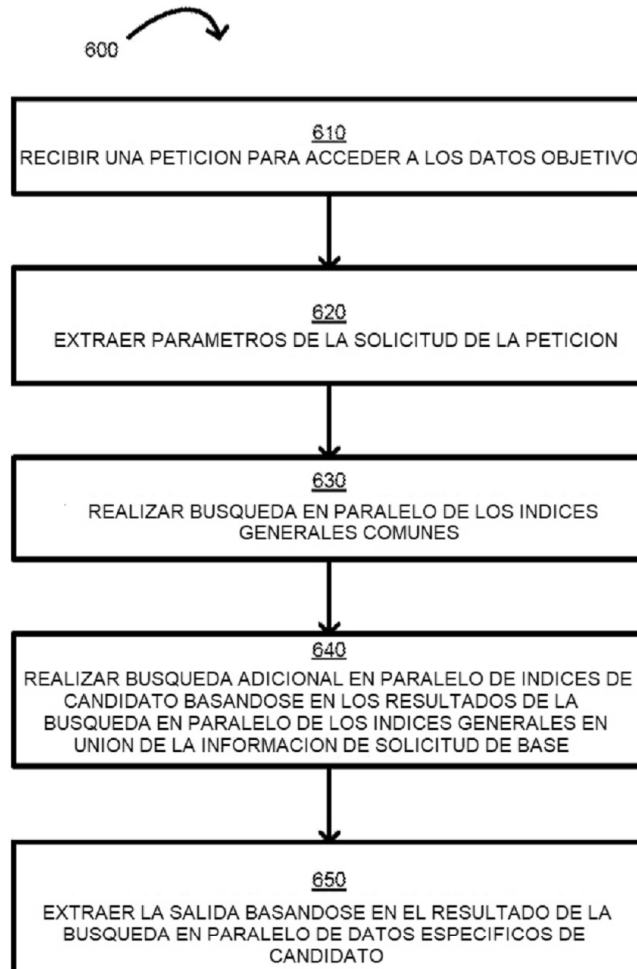 600
610
RECIBIR UNA PETICION PARA ACCEDER A LOS DATOS OBJETIVO
620
EXTRAER PARAMETROS DE LA SOLICITUD DE LA PETICION
630
REALIZAR BUSQUEDA EN PARALELO DE LOS INDICES
GENERALES COMUNES
640
REALIZAR BUSQUEDA ADICIONAL EN PARALELO DE INDICES DE
CANDIDATO BASANDOSE EN LOS RESULTADOS DE LA
BUSQUEDA EN PARALELO DE LOS INDICES GENERALES EN
UNION DE LA INFORMACION DE SOLICITUD DE BASE
650
EXTRAER LA SALIDA BASANDOSE EN EL RESULTADO DE LA
BUSQUEDA EN PARALELO DE DATOS ESPECIFICOS DE
CANDIDATO